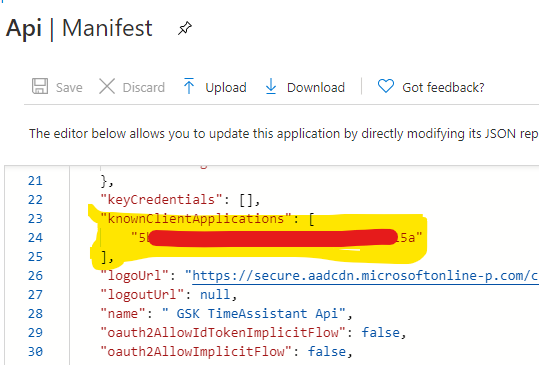 Api | Manifest
Save Discard Upload Download Got feedback?
The editor below allows you to update this application by directly modifying its JSON rep
21 },
22 "keyCredentials": [],
23 "knownClientApplications": [
24 "5 5a"
25 ],
26 "logoUrl": "https://secure.aadcdn.microsoftonline-p.com/c
27 "logoutUrl": null,
28 "name": " GSK TimeAssistant Api",
29 "oauth2AllowIdTokenImplicitFlow": false,
30 "oauth2AllowImplicitFlow": false,